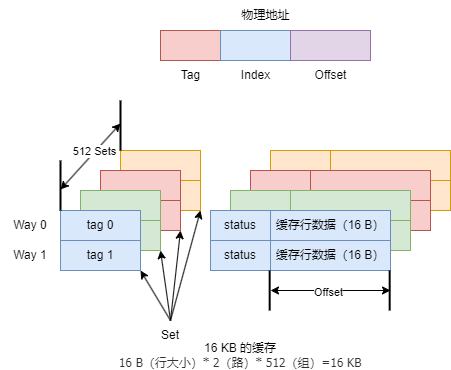 物理地址
Tag Index Offset
512 Sets
Way 0 tag 0 status 缓存行数据（16 B）
Way 1 tag 1 status 缓存行数据（16 B）
Offset
Set
16 KB 的缓存
16 B（行大小）* 2（路）* 512（组）=16 KB